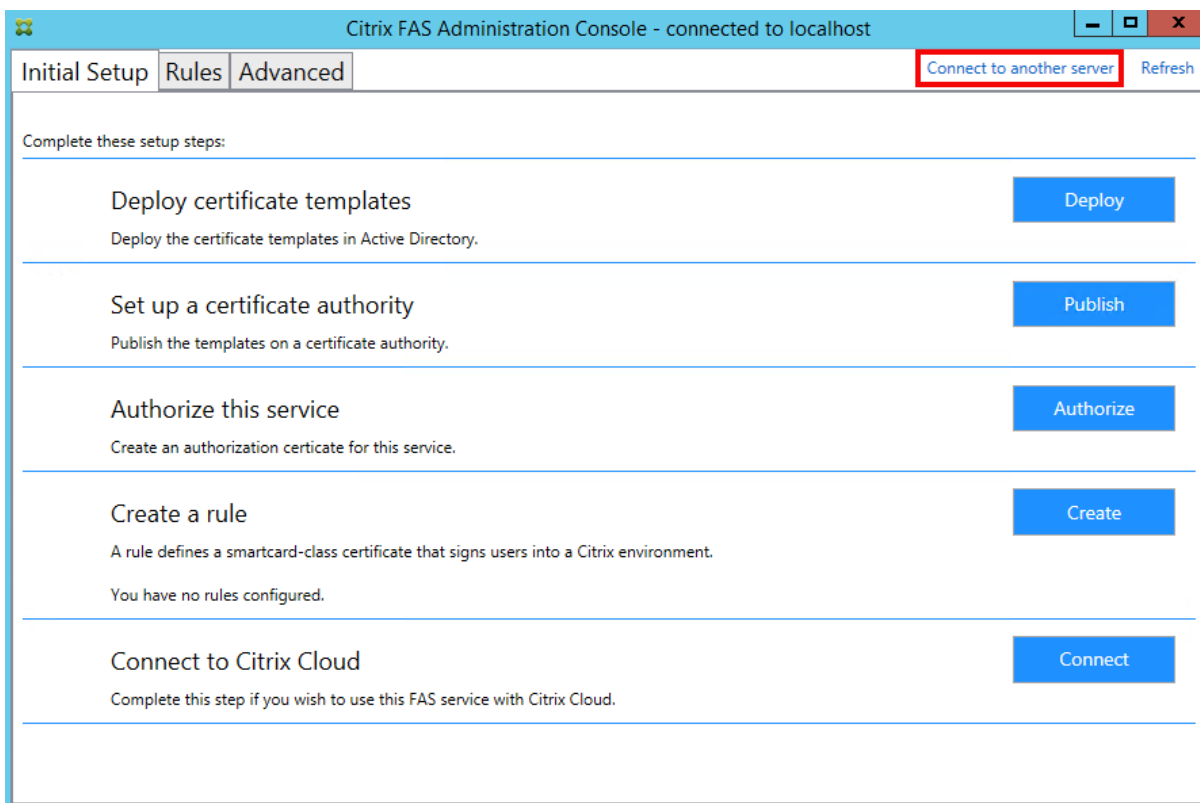 Citrix FAS Administration Console - connected to localhost
Initial Setup Rules Advanced Connect to another server Refresh
Complete these setup steps:
Deploy certificate templates
Deploy
Deploy the certificate templates in Active Directory.
Set up a certificate authority
Publish
Publish the templates on a certificate authority.
Authorize this service
Authorize
Create an authorization certicate for this service.
Create a rule
Create
A rule defines a smartcard-class certificate that signs users into a Citrix environment.
You have no rules configured.
Connect to Citrix Cloud
Connect
Complete this step if you wish to use this FAS service with Citrix Cloud.